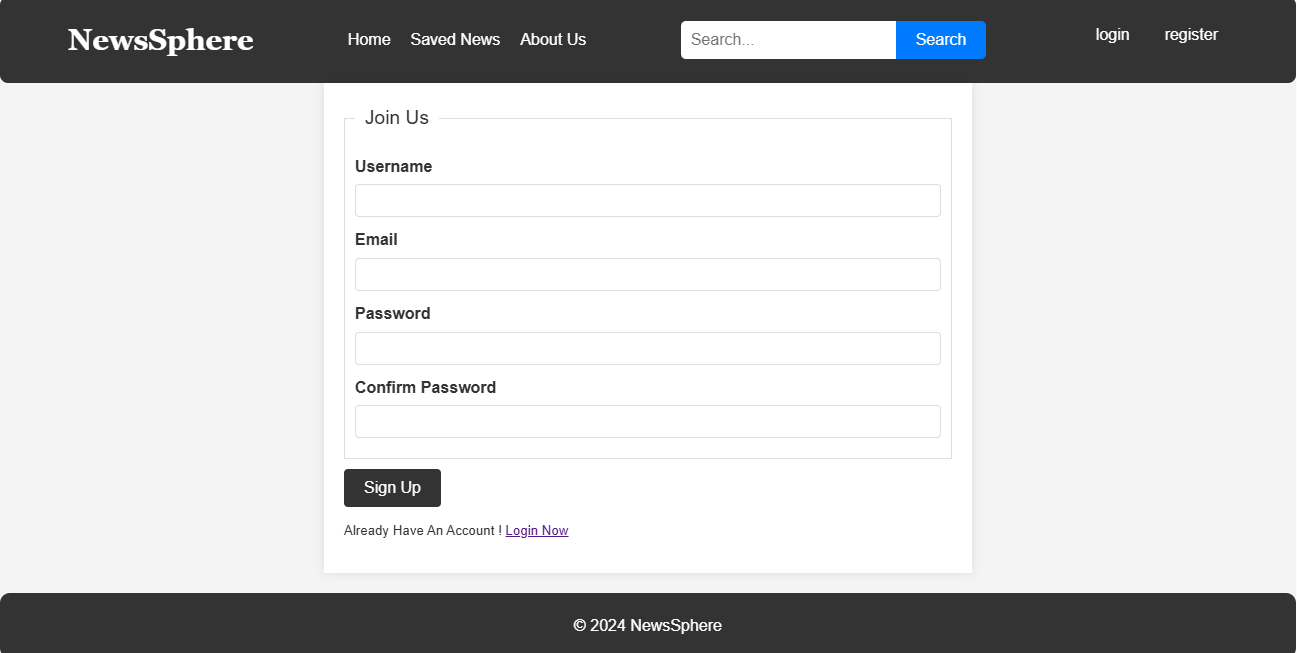 NewsSphere
Home Saved News About Us
Search...
Search
login register
Join Us
Username
Email
Password
Confirm Password
Sign Up
Already Have An Account ! Login Now
© 2024 NewsSphere